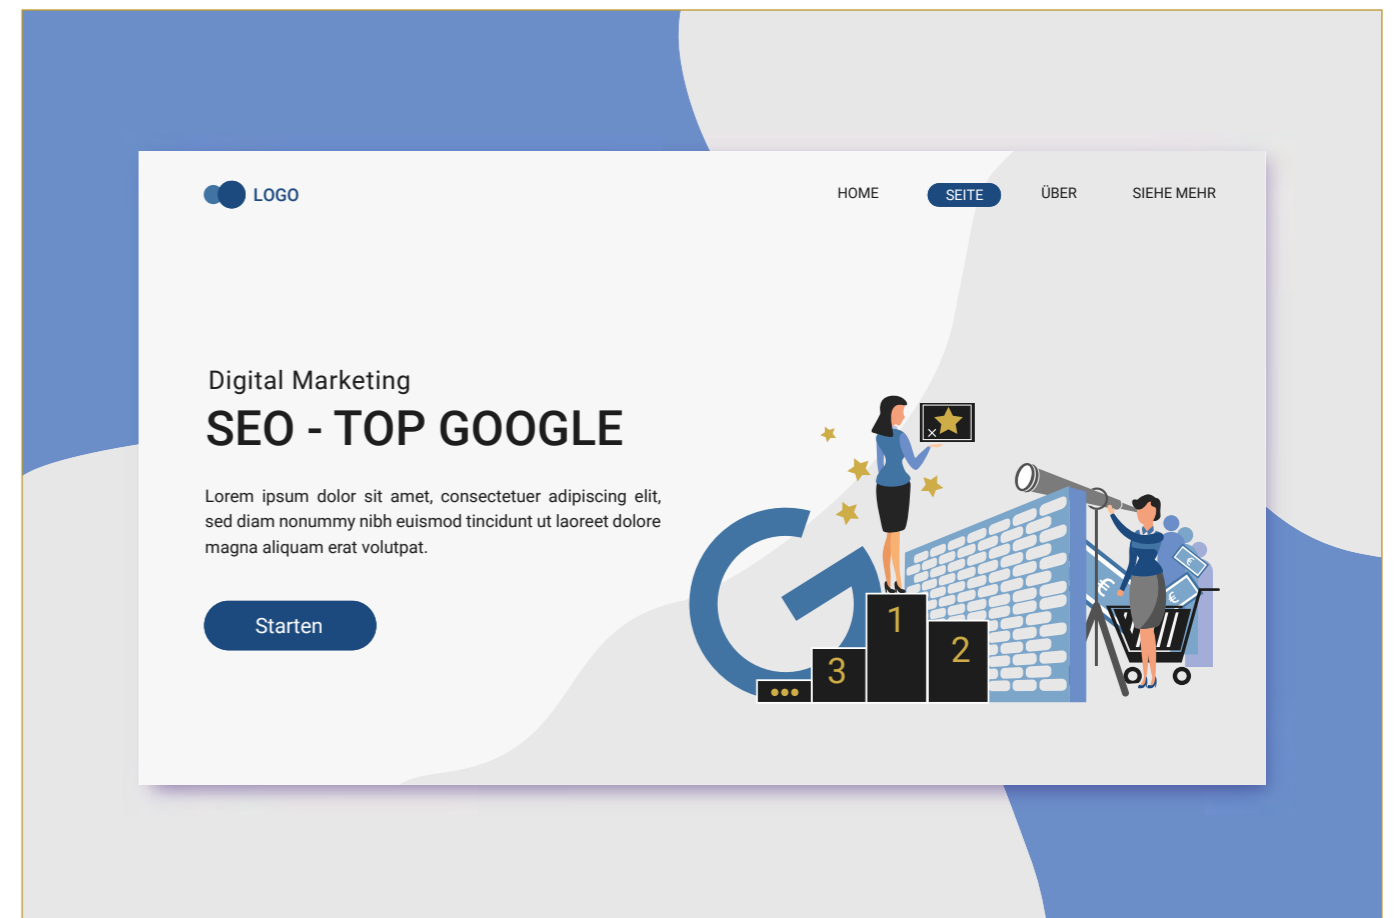 LOGO
HOME
SEITE
ÜBER
SIEHE MEHR
Digital Marketing
SEO - TOP GOOGLE
Lorem ipsum dolor sit amet, consectetuer adipiscing elit,
sed diam nonummy nibh euismod tincidunt ut laoreet dolore
magna aliquam erat volutpat.
Starten
G
1
2
3
€
€
€